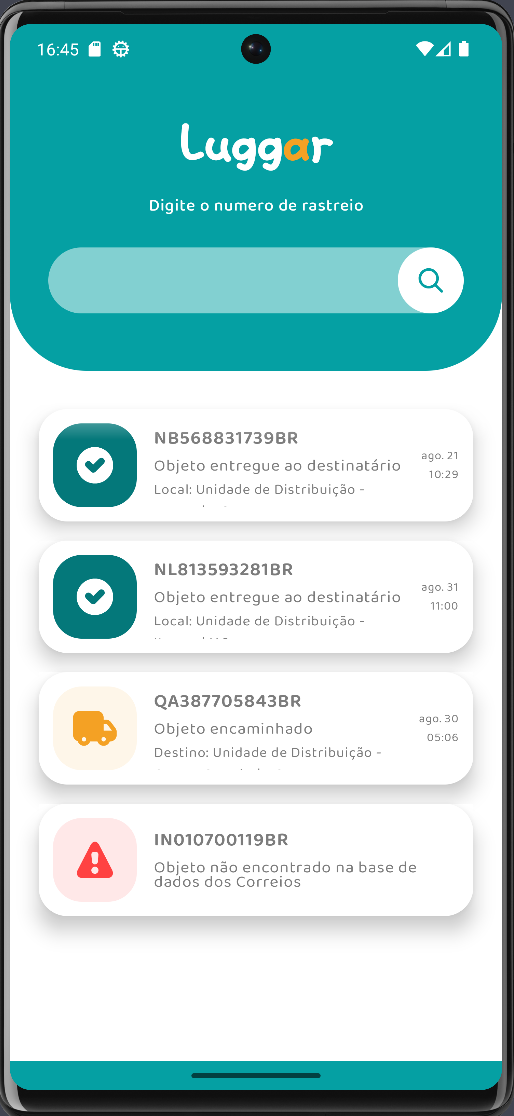 16:45
Luggar
Digite o numero de rastreio
NB568831739BR
Objeto entregue ao destinatário
Local: Unidade de Distribuição -
ago. 21
10:29
NL813593281BR
Objeto entregue ao destinatário
Local: Unidade de Distribuição -
ago. 31
11:00
QA387705843BR
Objeto encaminhado
Destino: Unidade de Distribuição -
ago. 30
05:06
IN010700119BR
Objeto não encontrado na base de
dados dos Correios